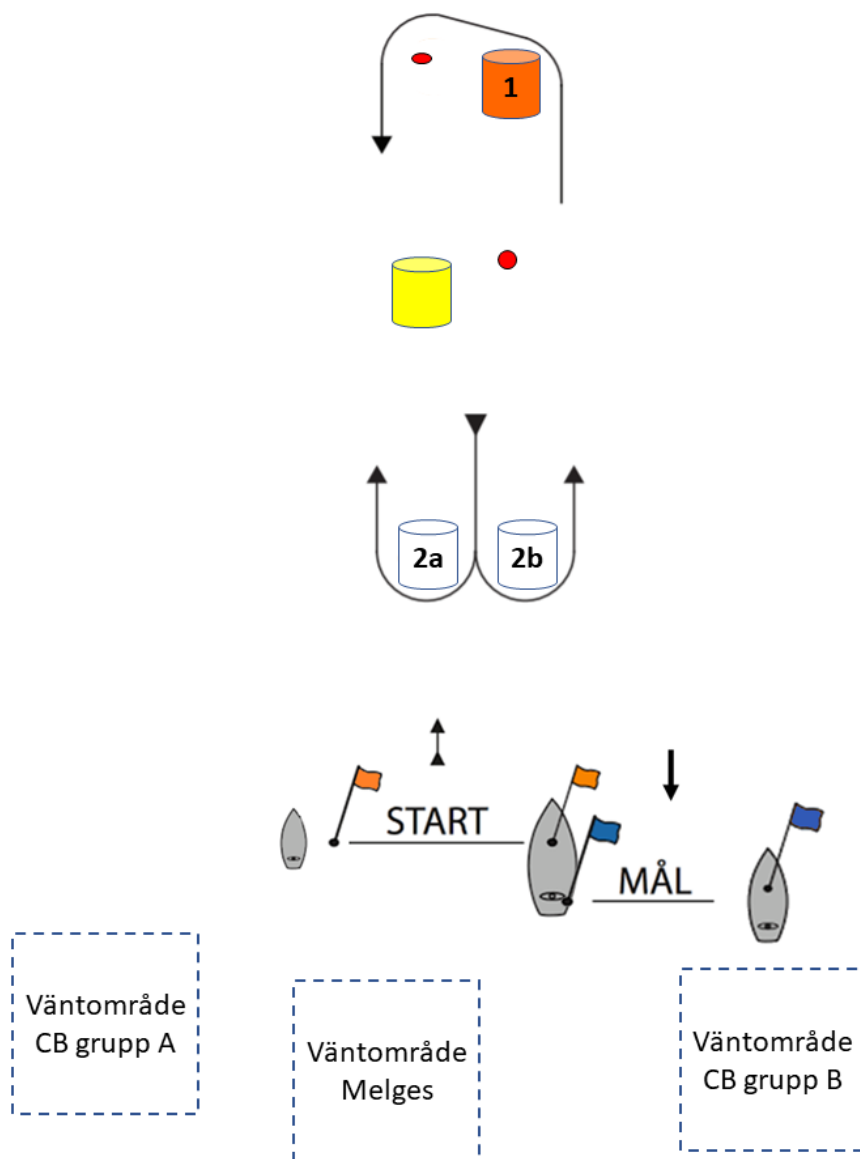 1
2a
2b
START
MÅL
Väntområde
CB grupp A
Väntområde
Melges
Väntområde
CB grupp B